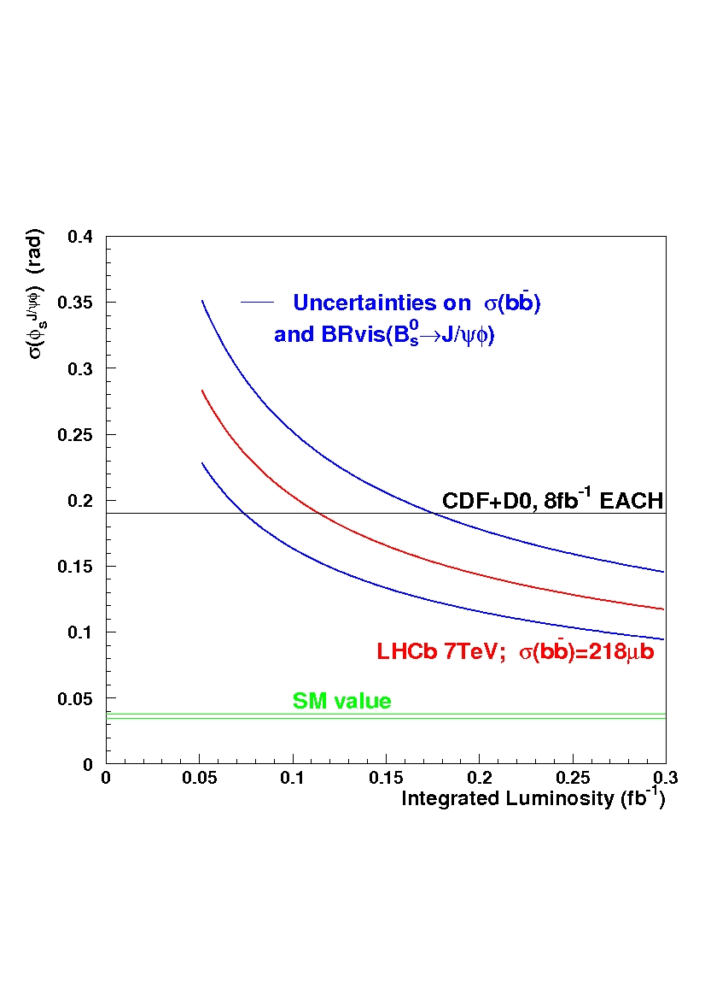 σ(ϕₛᴶ/ψϕ) (rad)
0.4
0.35
0.3
0.25
0.2
0.15
0.1
0.05
0
Uncertainties on σ(bb̄)
and BRvis(B⁰ₛ→J/ψϕ)
CDF+D0, 8fb⁻¹ EACH
LHCb 7TeV; σ(bb̄)=218μb
SM value
0 0.05 0.1 0.15 0.2 0.25 0.3
Integrated Luminosity (fb⁻¹)